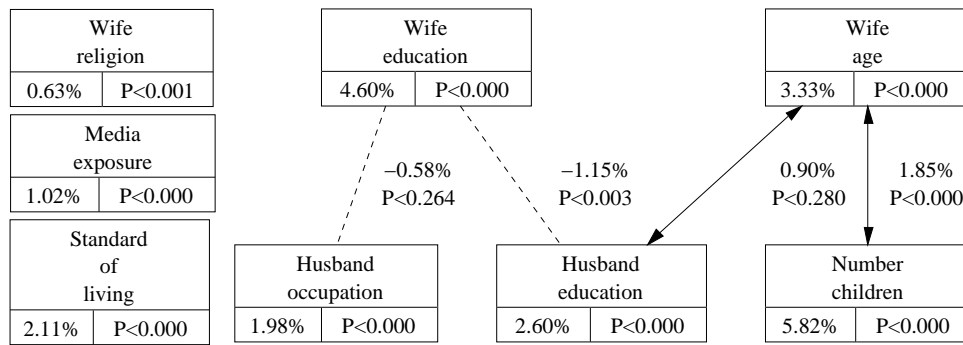 Wife
religion
0.63% P<0.001
Media
exposure
1.02% P<0.000
Standard
of
living
2.11% P<0.000
Wife
education
4.60% P<0.000
Wife
age
3.33% P<0.000
−0.58%
P<0.264
−1.15%
P<0.003
0.90%
P<0.280
1.85%
P<0.000
Husband
occupation
1.98% P<0.000
Husband
education
2.60% P<0.000
Number
children
5.82% P<0.000